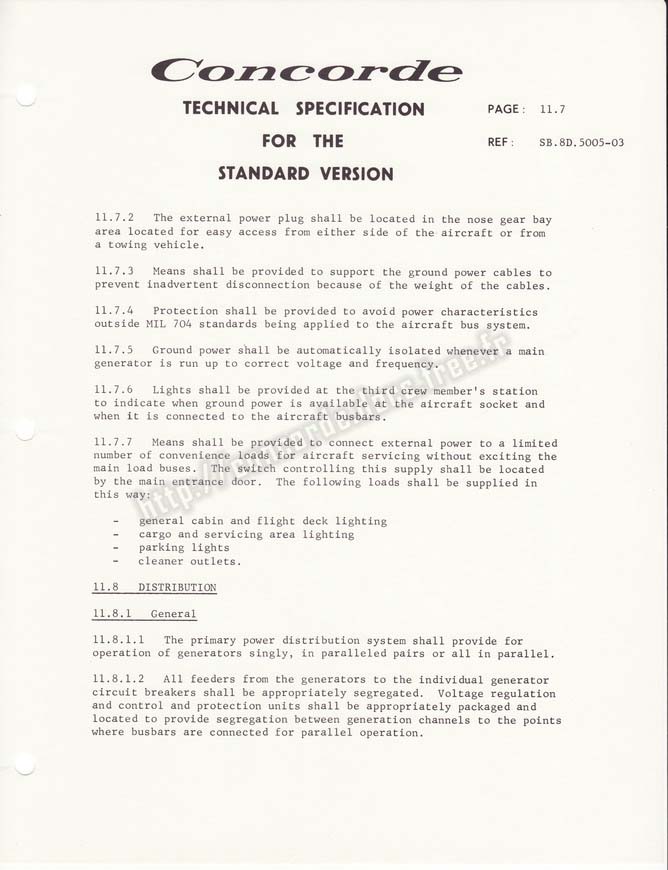 Concorde
TECHNICAL SPECIFICATION
PAGE: 11.7
FOR THE
REF: SB.8D.5005-03
STANDARD VERSION
11.7.2 The external power plug shall be located in the nose gear bay
area located for easy access from either side of the aircraft or from
a towing vehicle.
11.7.3 Means shall be provided to support the ground power cables to
prevent inadvertent disconnection because of the weight of the cables.
11.7.4 Protection shall be provided to avoid power characteristics
outside MIL 704 standards being applied to the aircraft bus system.
11.7.5 Ground power shall be automatically isolated whenever a main
generator is run up to correct voltage and frequency.
11.7.6 Lights shall be provided at the third crew member's station
to indicate when ground power is available at the aircraft socket and
when it is connected to the aircraft busbars.
11.7.7 Means shall be provided to connect external power to a limited
number of convenience loads for aircraft servicing without exciting the
main load buses. The switch controlling this supply shall be located
by the main entrance door. The following loads shall be supplied in
this way:
- general cabin and flight deck lighting
- cargo and servicing area lighting
- parking lights
- cleaner outlets.
11.8 DISTRIBUTION
11.8.1 General
11.8.1.1 The primary power distribution system shall provide for
operation of generators singly, in paralleled pairs or all in parallel.
11.8.1.2 All feeders from the generators to the individual generator
circuit breakers shall be appropriately segregated. Voltage regulation
and control and protection units shall be appropriately packaged and
located to provide segregation between generation channels to the points
where busbars are connected for parallel operation.